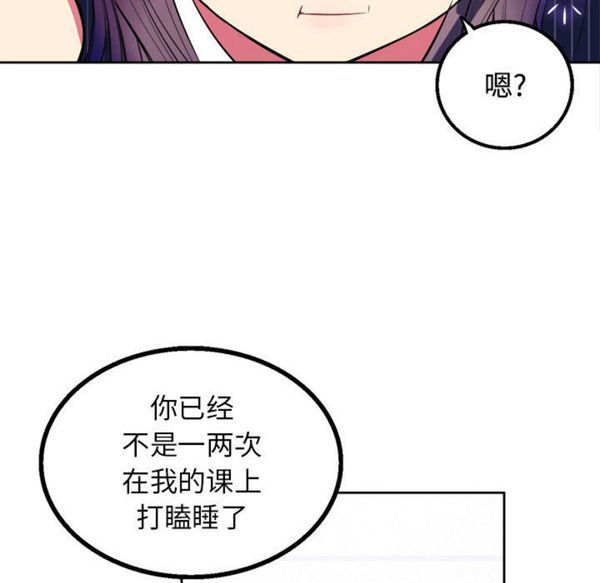 嗯?
你已经
不是一两次
在我的课上
打瞌睡了